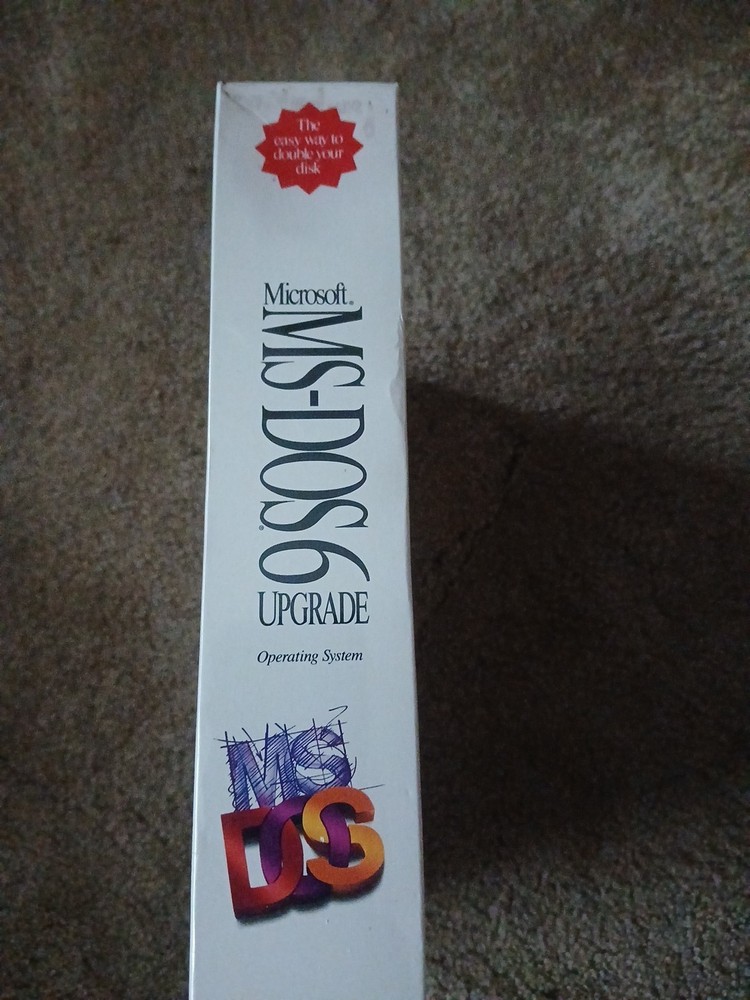 The
easy way to
double your
disk
Microsoft®
MS-DOS® 6
UPGRADE
Operating System
MS
DOS